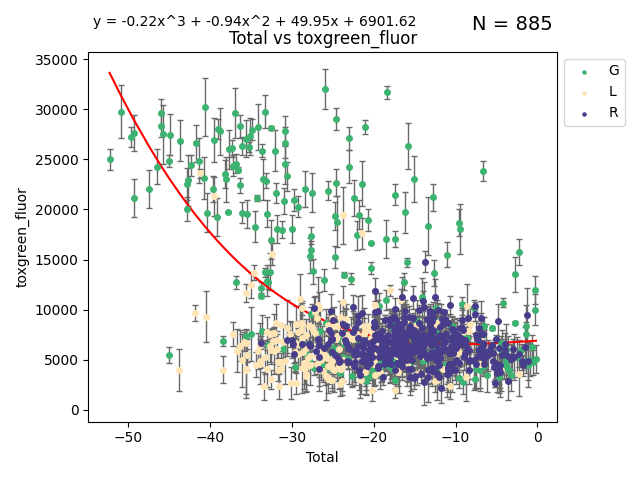 y = -0.22x^3 + -0.94x^2 + 49.95x + 6901.62
N = 885
Total vs toxgreen_fluor
35000
30000
25000
20000
15000
10000
5000
0
toxgreen_fluor
−50
−40
−30
−20
−10
0
Total
G
L
R